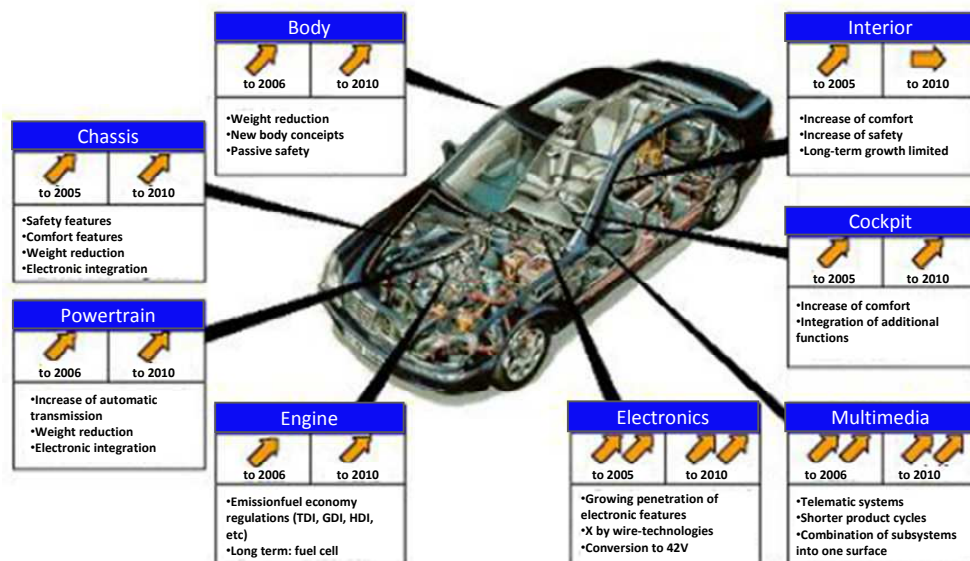 Body
to 2006
to 2010
•Weight reduction
•New body conceipts
•Passive safety
Interior
to 2005
to 2010
•Increase of comfort
•Increase of safety
•Long-term growth limited
Chassis
to 2005
to 2010
•Safety features
•Comfort features
•Weight reduction
•Electronic integration
Cockpit
to 2005
to 2010
•Increase of comfort
•Integration of additional
functions
Powertrain
to 2006
to 2010
•Increase of automatic
transmission
•Weight reduction
•Electronic integration
Engine
to 2006
to 2010
•Emissionfuel economy
regulations (TDI, GDI, HDI,
etc)
•Long term: fuel cell
Electronics
to 2005
to 2010
•Growing penetration of
electronic features
•X by wire-technologies
•Conversion to 42V
Multimedia
to 2006
to 2010
•Telematic systems
•Shorter product cycles
•Combination of subsystems
into one surface